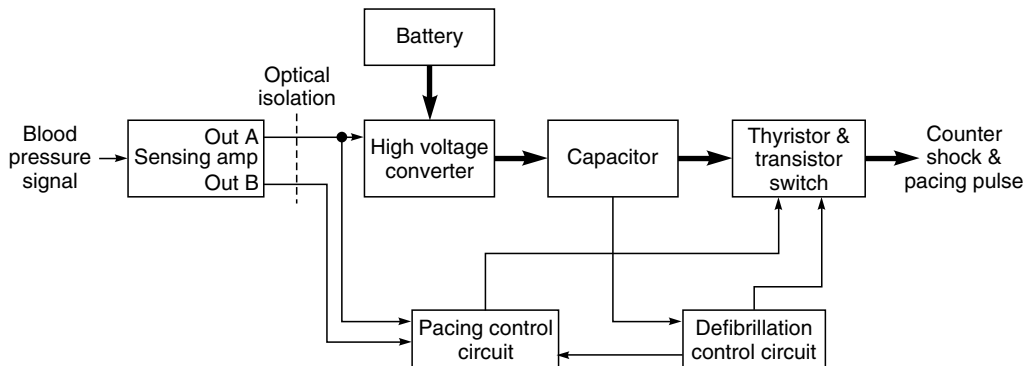 Battery
Optical
isolation
Blood
pressure
signal
Out A
Sensing amp
Out B
High voltage
converter
Capacitor
Thyristor &
transistor
switch
Counter
shock &
pacing pulse
Pacing control
circuit
Defibrillation
control circuit